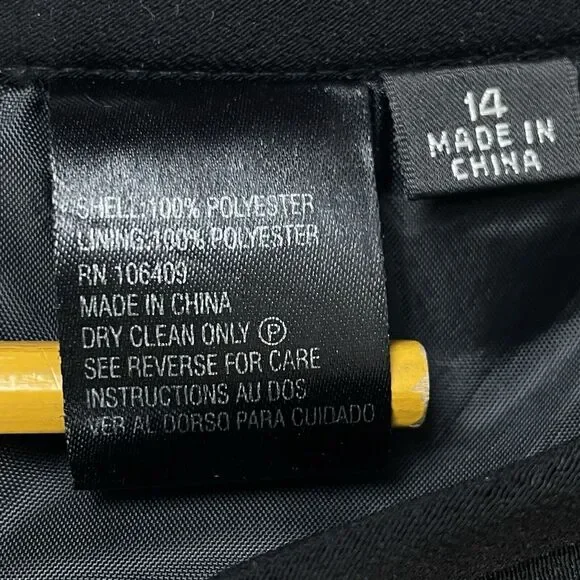 14
MADE IN
CHINA
SHELL:100% POLYESTER
LINING:100% POLYESTER
RN 106409
MADE IN CHINA
DRY CLEAN ONLY Ⓟ
SEE REVERSE FOR CARE
INSTRUCTIONS AU DOS
VER AL DORSO PARA CUIDADO